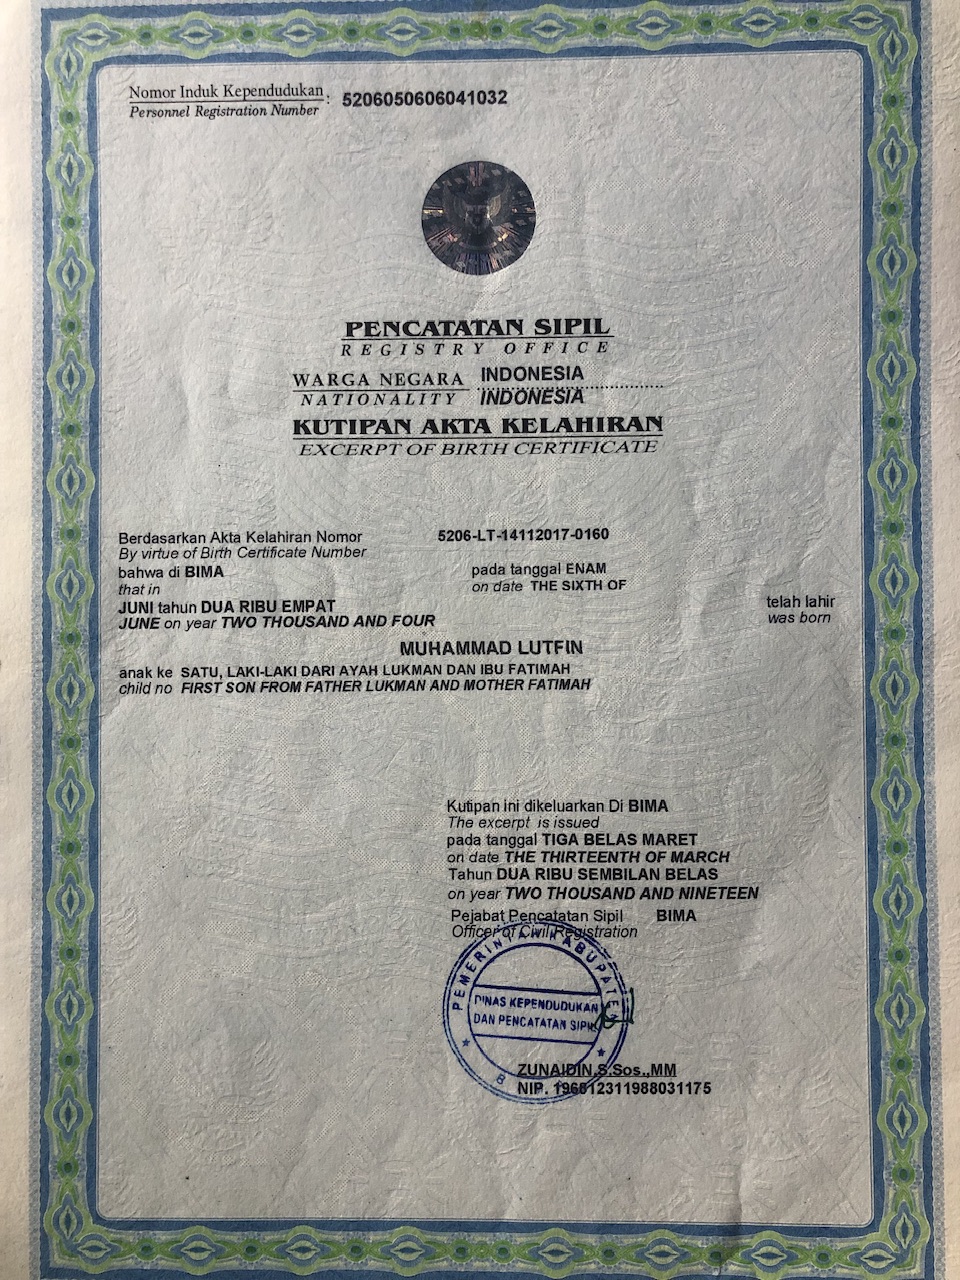 Nomor Induk Kependudukan : 5206050606041032
Personnel Registration Number
PENCATATAN SIPIL
REGISTRY OFFICE
WARGA NEGARA INDONESIA
NATIONALITY INDONESIA
KUTIPAN AKTA KELAHIRAN
EXCERPT OF BIRTH CERTIFICATE
Berdasarkan Akta Kelahiran Nomor 5206-LT-14112017-0160
By virtue of Birth Certificate Number
bahwa di BIMA pada tanggal ENAM
that in on date THE SIXTH OF
JUNI tahun DUA RIBU EMPAT telah lahir
JUNE on year TWO THOUSAND AND FOUR was born
MUHAMMAD LUTFIN
anak ke SATU, LAKI-LAKI DARI AYAH LUKMAN DAN IBU FATIMAH
child no FIRST SON FROM FATHER LUKMAN AND MOTHER FATIMAH
Kutipan ini dikeluarkan Di BIMA
The excerpt is issued
pada tanggal TIGA BELAS MARET
on date THE THIRTEENTH OF MARCH
Tahun DUA RIBU SEMBILAN BELAS
on year TWO THOUSAND AND NINETEEN
Pejabat Pencatatan Sipil BIMA
Officer of Civil Registration
PEMERINTAH KABUPATEN
DINAS KEPENDUDUKAN
DAN PENCATATAN SIPIL
ZUNAIDIN,S.Sos.,MM
NIP. 196512311988031175